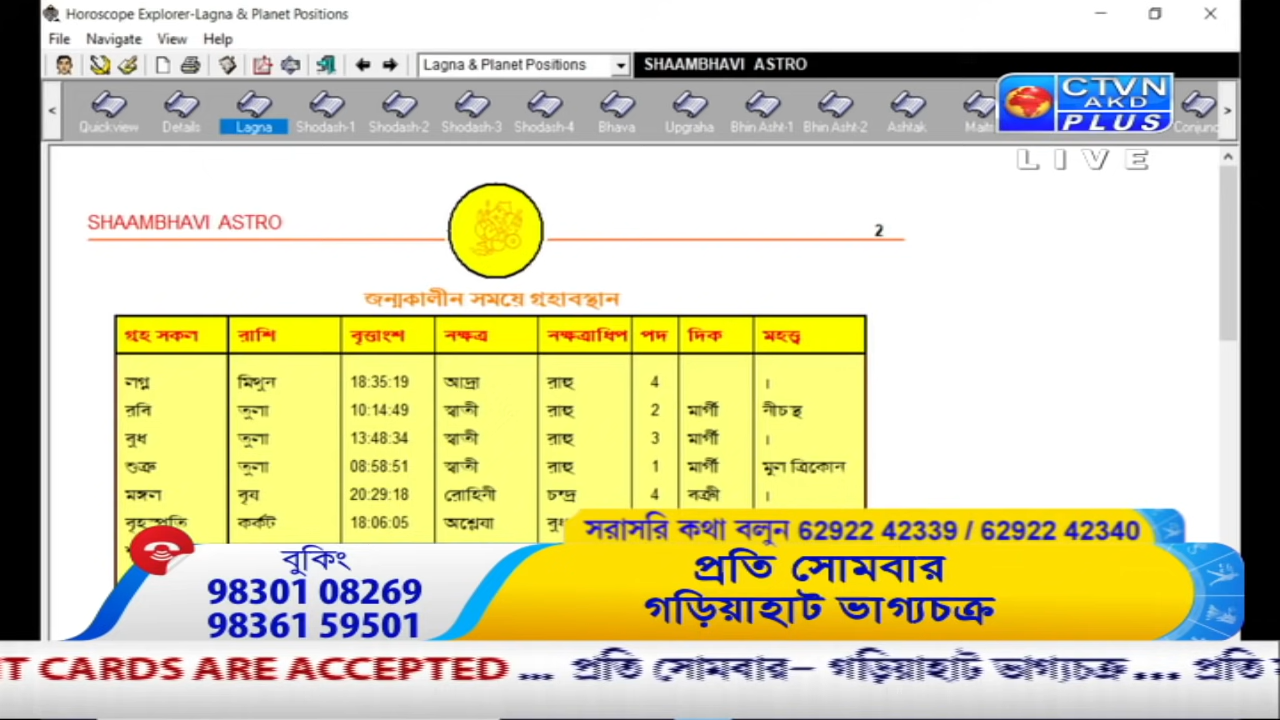 Horoscope Explorer-Lagna & Planet Positions
File Navigate View Help
Lagna & Planet Positions
SHAAMBHAVI ASTRO
Quickview Details Lagna Shodash-1 Shodash-2 Shodash-3 Shodash-4 Bhava Upgraha Bhin Asht-1 Bhin Asht-2 Ashtak
CTVN
AKD
PLUS
LIVE
SHAAMBHAVI ASTRO
2
জন্মকালীন সময়ে গৃহাবস্থান
গৃহ সকল রাশি বৃত্তাংশ নক্ষত্র নক্ষত্রাধিপ পদ দিক মহত্ত্ব
লগ্ন মিথুন 18:35:19 আদ্রা রাহু 4 ।
রবি তুলা 10:14:49 স্বাতী রাহু 2 মার্গী নীচস্থ
বুধ তুলা 13:48:34 স্বাতী রাহু 3 মার্গী ।
শুক্র তুলা 08:58:51 স্বাতী রাহু 1 মার্গী মুল ত্রিকোন
মঙ্গল বৃষ 20:29:18 রোহিনী চন্দ্র 4 বক্রী ।
বৃহস্পতি কর্কট 18:06:05 অশ্লেষা
সরাসরি কথা বলুন 62922 42339 / 62922 42340
বুকিং
98301 08269
98361 59501
প্রতি সোমবার
গড়িয়াহাট ভাগ্যচক্র
T CARDS ARE ACCEPTED ... প্রতি সোমবার– গড়িয়াহাট ভাগ্যচক্র... প্রতি